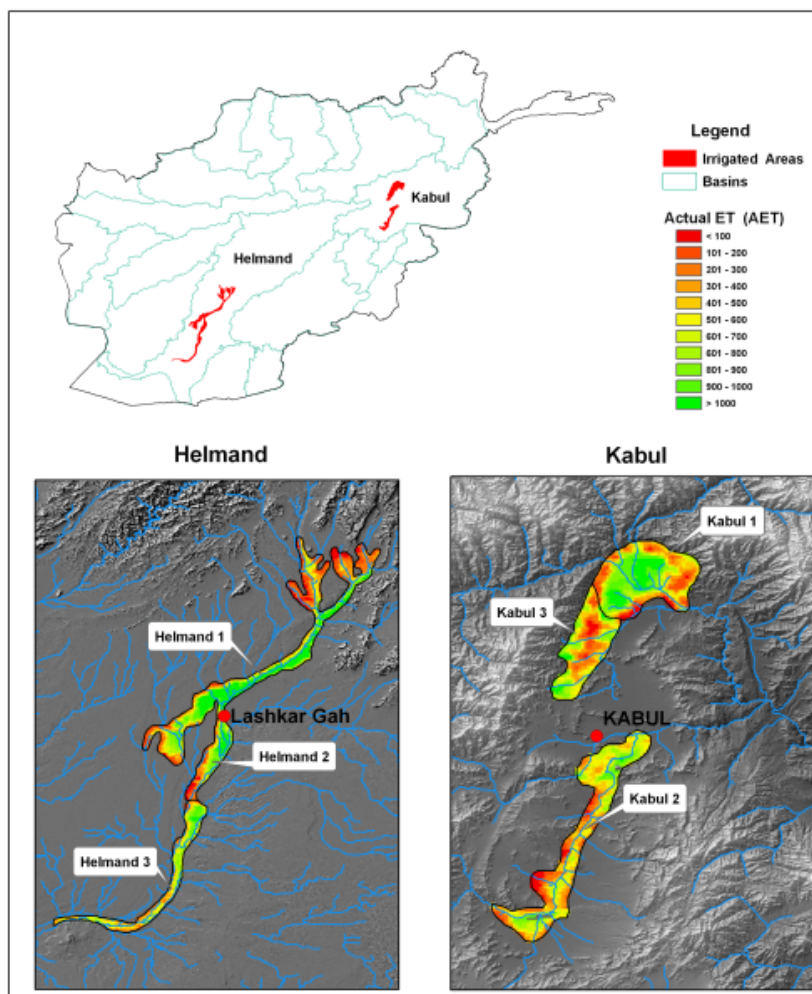 Legend
Irrigated Areas
Basins
Kabul
Helmand
Actual ET (AET)
< 100
101 - 200
201 - 300
301 - 400
401 - 500
501 - 600
601 - 700
601 - 800
801 - 900
900 - 1000
> 1000
Helmand
Kabul
Kabul 1
Kabul 3
Helmand 1
Lashkar Gah
KABUL
Helmand 2
Kabul 2
Helmand 3